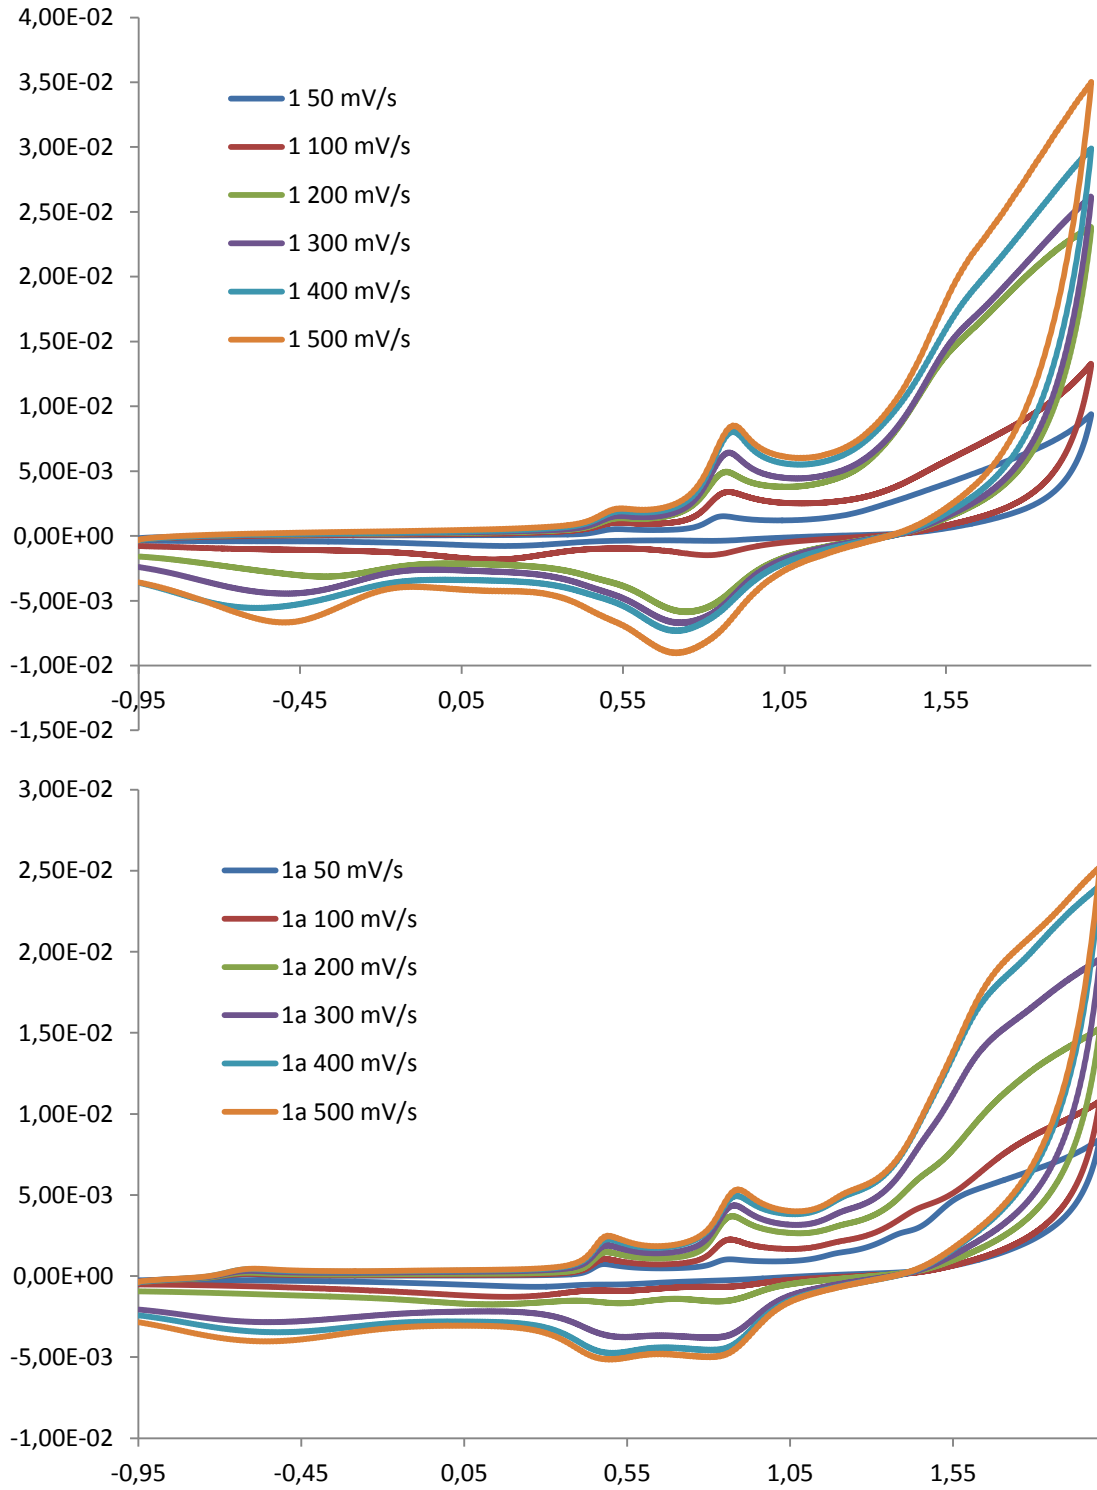 4,00E-02
3,50E-02
3,00E-02
2,50E-02
2,00E-02
1,50E-02
1,00E-02
5,00E-03
0,00E+00
-5,00E-03
-1,00E-02
-1,50E-02
1 50 mV/s
1 100 mV/s
1 200 mV/s
1 300 mV/s
1 400 mV/s
1 500 mV/s
-0,95 -0,45 0,05 0,55 1,05 1,55
3,00E-02
2,50E-02
2,00E-02
1,50E-02
1,00E-02
5,00E-03
0,00E+00
-5,00E-03
-1,00E-02
1a 50 mV/s
1a 100 mV/s
1a 200 mV/s
1a 300 mV/s
1a 400 mV/s
1a 500 mV/s
-0,95 -0,45 0,05 0,55 1,05 1,55